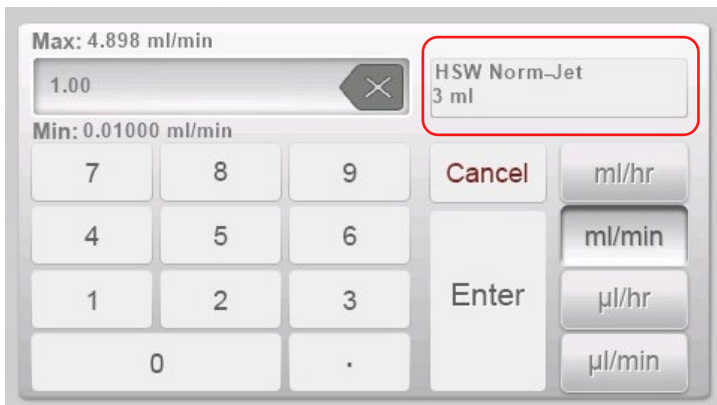 Max: 4.898 ml/min
1.00
HSW Norm-Jet
3 ml
Min: 0.01000 ml/min
7 8 9 Cancel ml/hr
4 5 6 ml/min
1 2 3 Enter µl/hr
0 . µl/min